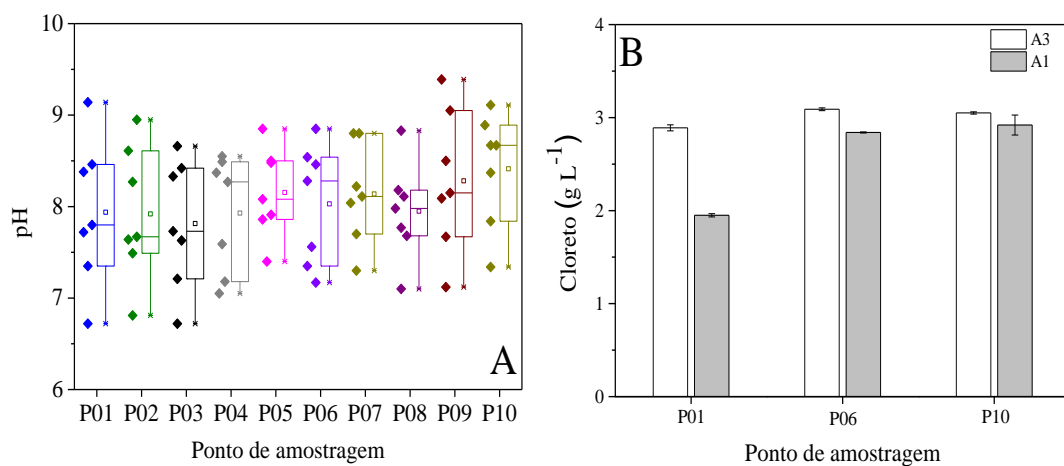 10
9
8
7
6
pH
A
P01 P02 P03 P04 P05 P06 P07 P08 P09 P10
Ponto de amostragem
4
3
2
1
0
Cloreto (g L⁻¹)
B
A3
A1
P01 P06 P10
Ponto de amostragem